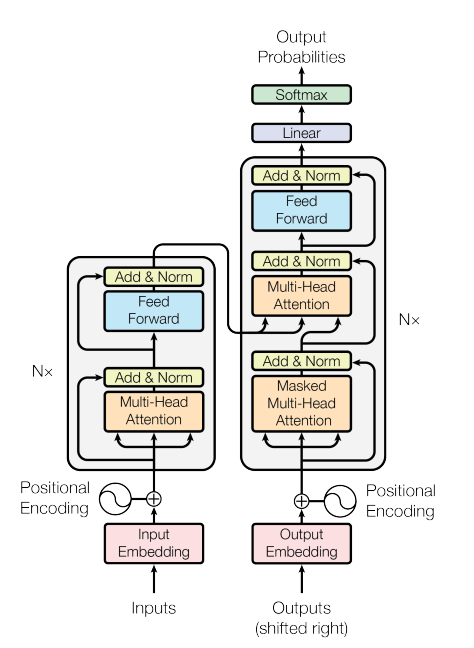 Output
Probabilities
Softmax
Linear
Add & Norm
Feed
Forward
Add & Norm
Multi-Head
Attention
Nx
Add & Norm
Masked
Multi-Head
Attention
Add & Norm
Feed
Forward
Nx
Add & Norm
Multi-Head
Attention
Positional
Encoding
Positional
Encoding
Input
Embedding
Output
Embedding
Inputs
Outputs
(shifted right)